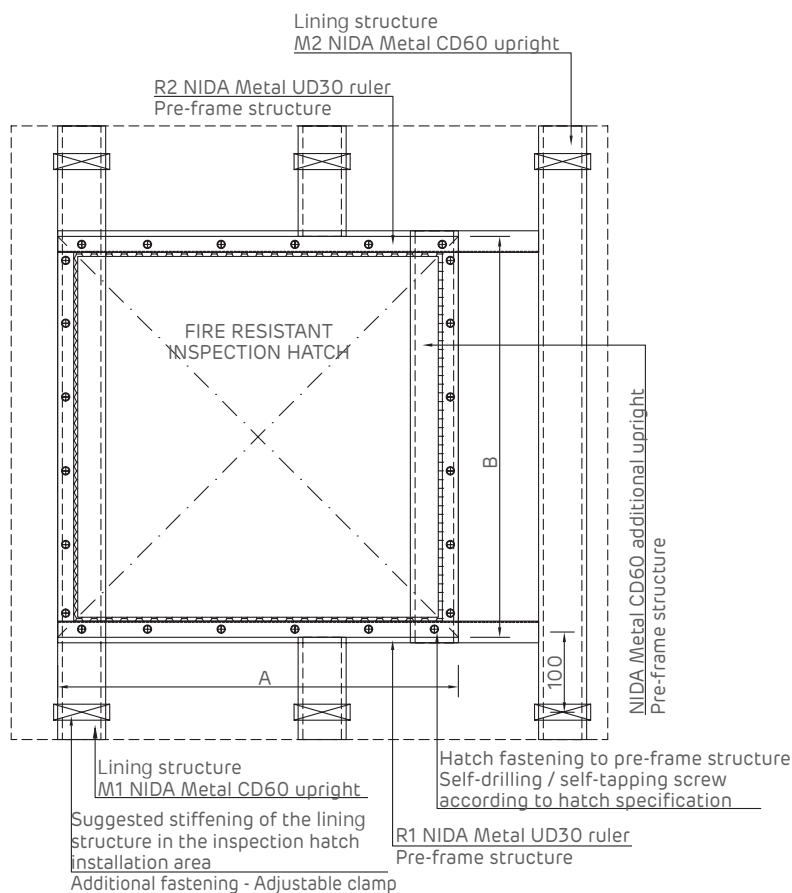 Lining structure
M2 NIDA Metal CD60 upright
R2 NIDA Metal UD30 ruler
Pre-frame structure
FIRE RESISTANT
INSPECTION HATCH
B
NIDA Metal CD60 additional upright
Pre-frame structure
100
A
Lining structure
M1 NIDA Metal CD60 upright
Suggested stiffening of the lining
structure in the inspection hatch
installation area
Additional fastening - Adjustable clamp
Hatch fastening to pre-frame structure
Self-drilling / self-tapping screw
according to hatch specification
R1 NIDA Metal UD30 ruler
Pre-frame structure